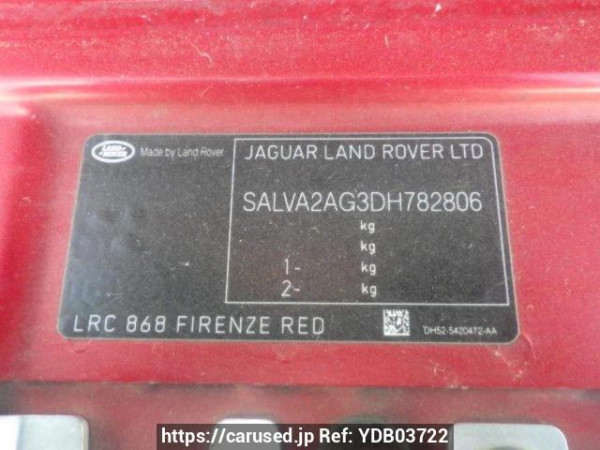 LAND ROVER
Made by Land Rover
JAGUAR LAND ROVER LTD
SALVA2AG3DH782806
kg
kg
1- kg
2- kg
LRC 868 FIRENZE RED
DH52-5420472-AA
https://carused.jp Ref: YDB03722